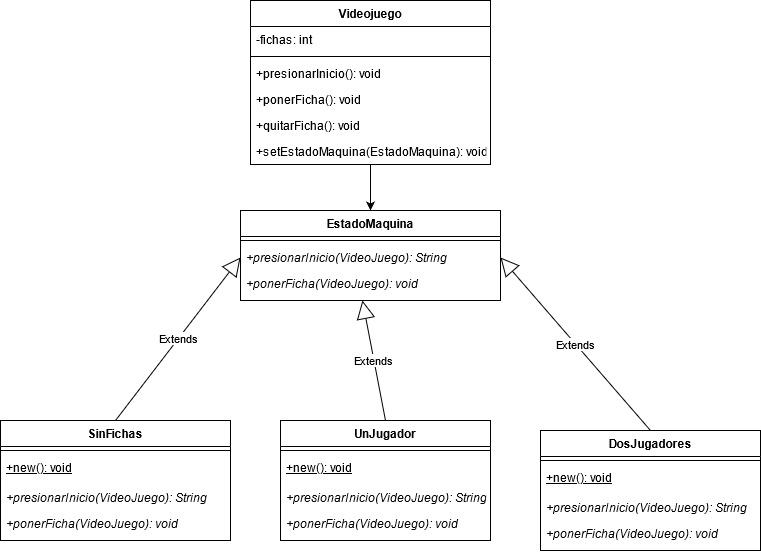 Videojuego
-fichas: int
+presionarInicio(): void
+ponerFicha(): void
+quitarFicha(): void
+setEstadoMaquina(EstadoMaquina): void
EstadoMaquina
+presionarInicio(VideoJuego): String
+ponerFicha(VideoJuego): void
Extends
Extends
Extends
SinFichas
+new(): void
+presionarInicio(VideoJuego): String
+ponerFicha(VideoJuego): void
UnJugador
+new(): void
+presionarInicio(VideoJuego): String
+ponerFicha(VideoJuego): void
DosJugadores
+new(): void
+presionarInicio(VideoJuego): String
+ponerFicha(VideoJuego): void